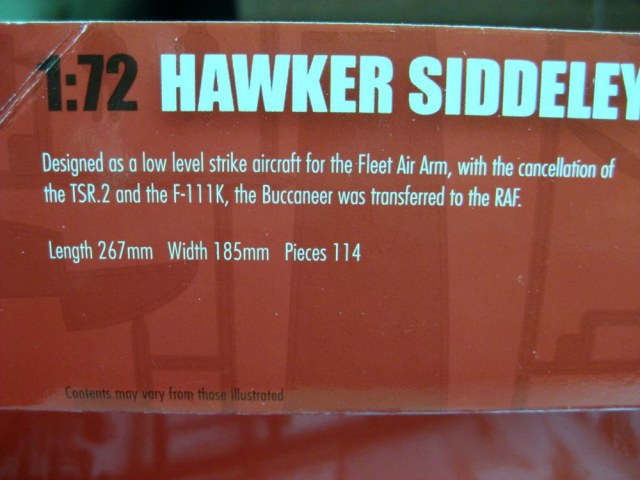 1:72 HAWKER SIDDELEY
Designed as a low level strike aircraft for the Fleet Air Arm, with the cancellation of
the TSR.2 and the F-111K, the Buccaneer was transferred to the RAF.
Length 267mm Width 185mm Pieces 114
Contents may vary from those illustrated